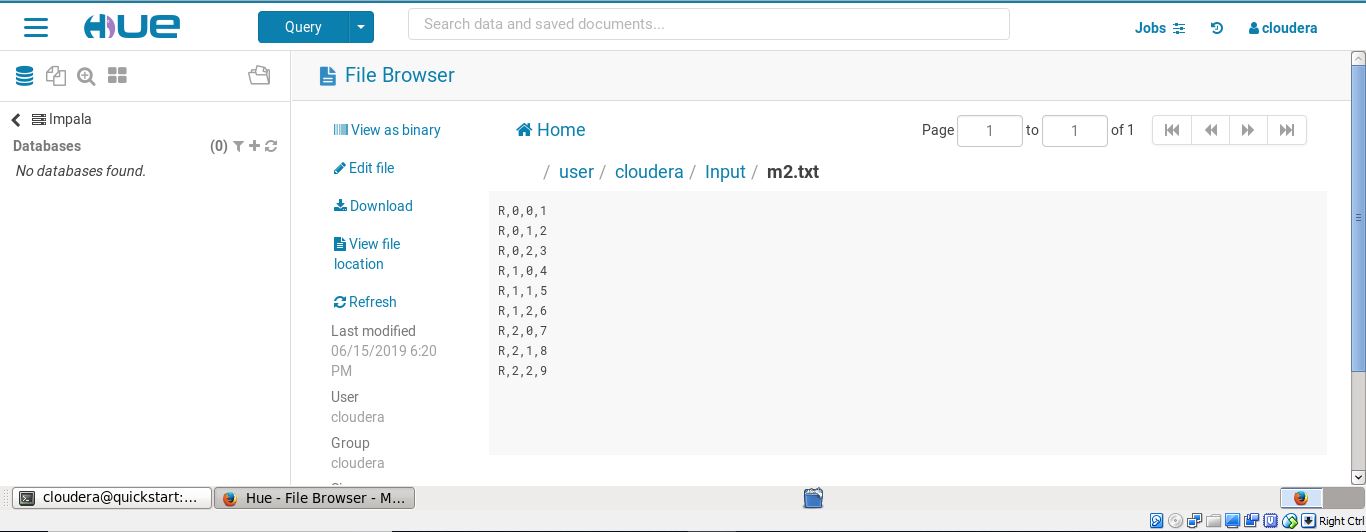 HUE
Query
Search data and saved documents...
Jobs
cloudera
File Browser
Impala
Databases
(0)
No databases found.
View as binary
Edit file
Download
View file
location
Refresh
Last modified
06/15/2019 6:20
PM
User
cloudera
Group
cloudera
Home
Page 1 to 1 of 1
/ user / cloudera / Input / m2.txt
R,0,0,1
R,0,1,2
R,0,2,3
R,1,0,4
R,1,1,5
R,1,2,6
R,2,0,7
R,2,1,8
R,2,2,9
cloudera@quickstart:...
Hue - File Browser - M...
Right Ctrl